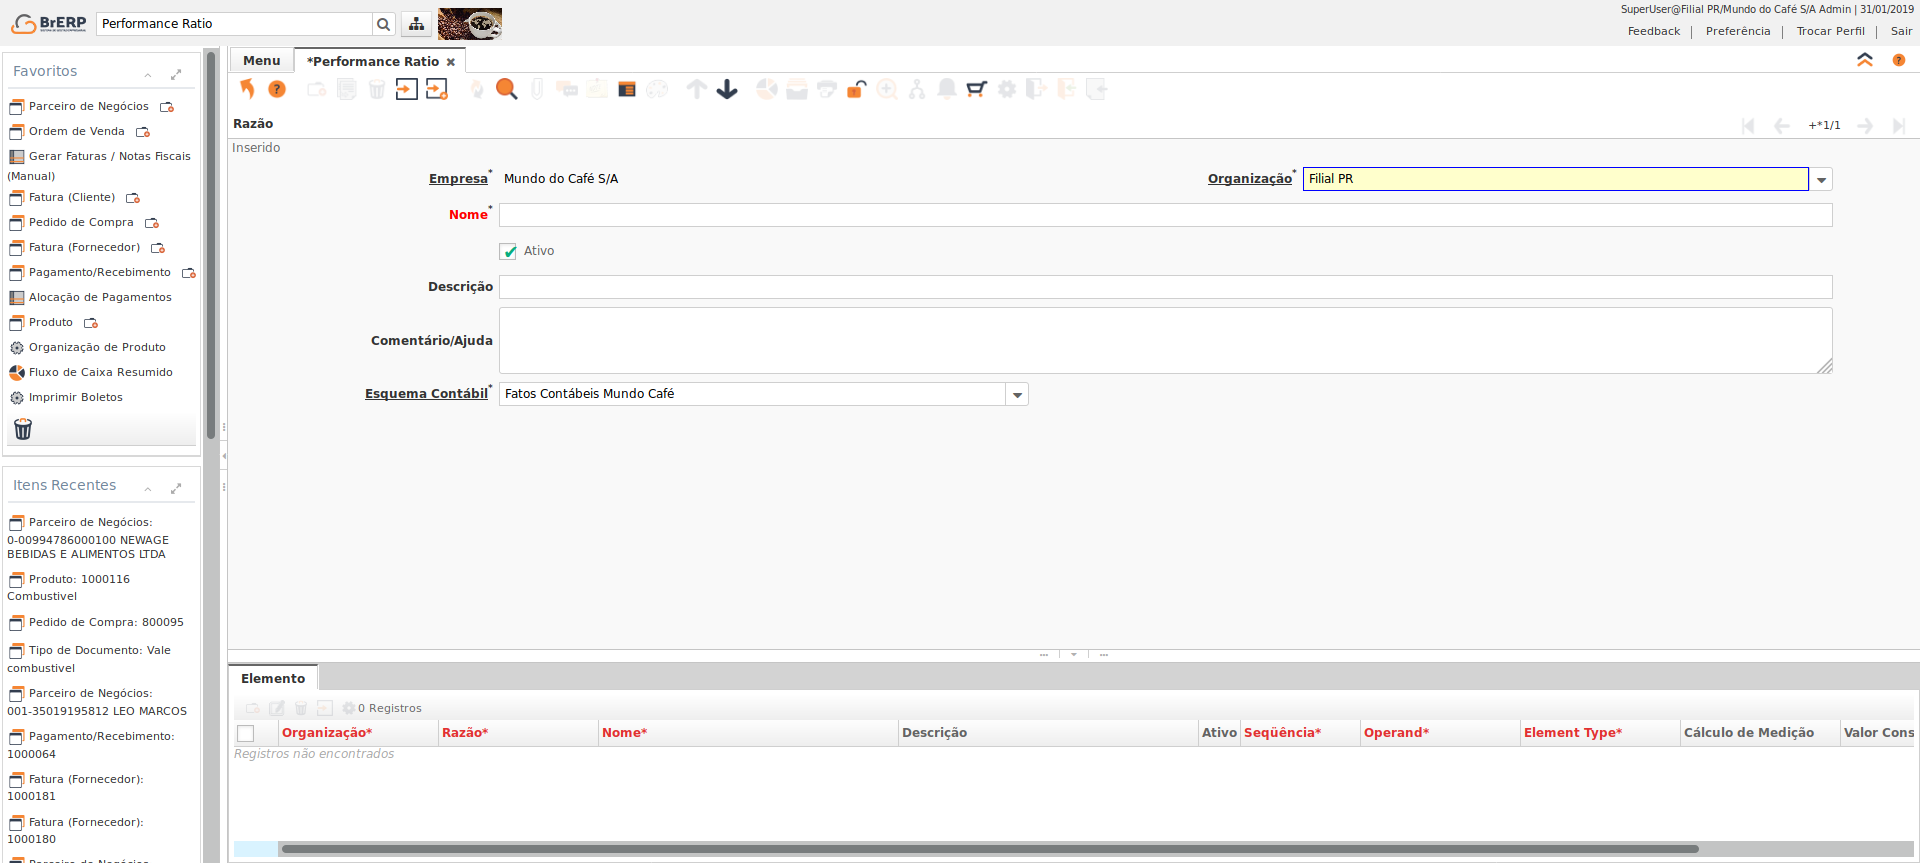 BrERP
Performance Ratio
SuperUser@Filial PR/Mundo do Café S/A Admin | 31/01/2019
Feedback | Preferência | Trocar Perfil | Sair
Favoritos
Parceiro de Negócios
Ordem de Venda
Gerar Faturas / Notas Fiscais
(Manual)
Fatura (Cliente)
Pedido de Compra
Fatura (Fornecedor)
Pagamento/Recebimento
Alocação de Pagamentos
Produto
Organização de Produto
Fluxo de Caixa Resumido
Imprimir Boletos
Itens Recentes
Parceiro de Negócios:
0-00994786000100 NEWAGE
BEBIDAS E ALIMENTOS LTDA
Produto: 1000116
Combustivel
Pedido de Compra: 800095
Tipo de Documento: Vale
combustivel
Parceiro de Negócios:
001-35019195812 LEO MARCOS
Pagamento/Recebimento:
1000064
Fatura (Fornecedor):
1000181
Fatura (Fornecedor):
1000180
Parceiro de Negócios
Menu
*Performance Ratio
Razão
+*1/1
Inserido
Empresa* Mundo do Café S/A
Organização* Filial PR
Nome*
Ativo
Descrição
Comentário/Ajuda
Esquema Contábil* Fatos Contábeis Mundo Café
Elemento
0 Registros
Organização* Razão* Nome* Descrição Ativo Seqüência* Operand* Element Type* Cálculo de Medição Valor Cons
Registros não encontrados